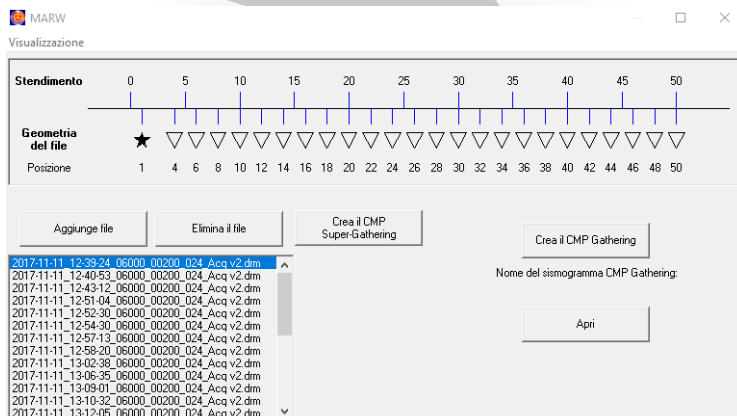 MARW
Visualizzazione
Stendimento 0 5 10 15 20 25 30 35 40 45 50
Geometria
del file
Posizione 1 4 6 8 10 12 14 16 18 20 22 24 26 28 30 32 34 36 38 40 42 44 46 48 50
Aggiunge file
Elimina il file
Crea il CMP
Super-Gathering
Crea il CMP Gathering
2017-11-11_12-39-24_06000_00200_024_Acq v2.drm
2017-11-11_12-40-53_06000_00200_024_Acq v2.drm
2017-11-11_12-43-12_06000_00200_024_Acq v2.drm
2017-11-11_12-51-04_06000_00200_024_Acq v2.drm
2017-11-11_12-52-30_06000_00200_024_Acq v2.drm
2017-11-11_12-54-30_06000_00200_024_Acq v2.drm
2017-11-11_12-57-13_06000_00200_024_Acq v2.drm
2017-11-11_12-58-20_06000_00200_024_Acq v2.drm
2017-11-11_13-02-38_06000_00200_024_Acq v2.drm
2017-11-11_13-06-35_06000_00200_024_Acq v2.drm
2017-11-11_13-09-01_06000_00200_024_Acq v2.drm
2017-11-11_13-10-32_06000_00200_024_Acq v2.drm
2017-11-11_13-12-05_06000_00200_024_Acq v2.drm
Nome del sismogramma CMP Gathering:
Apri